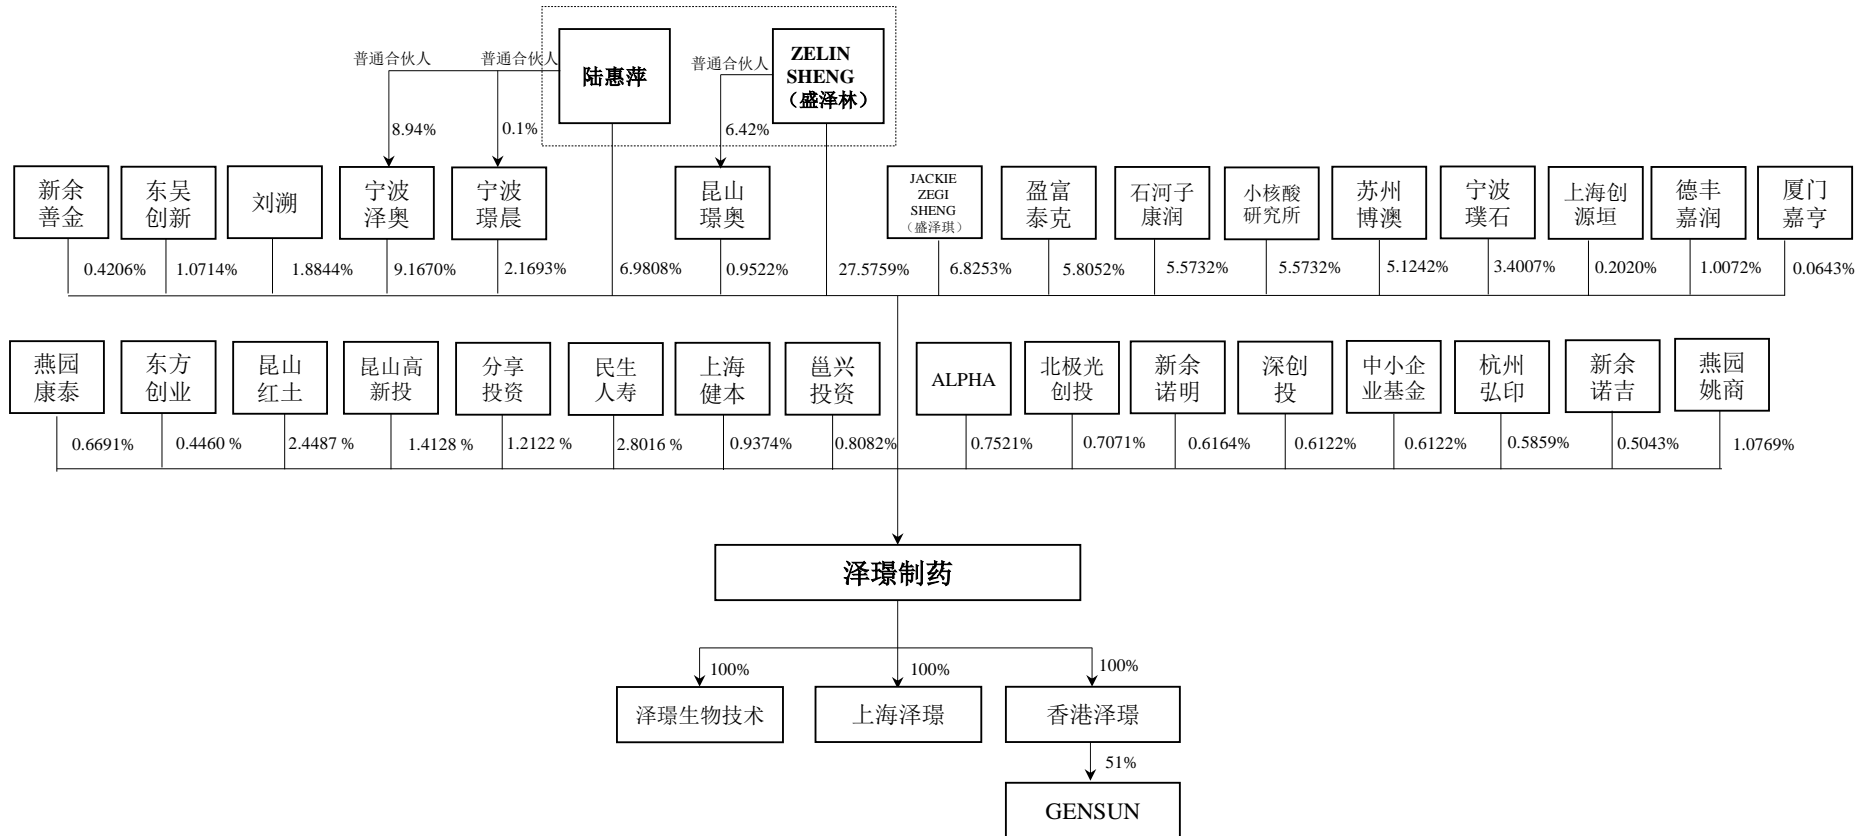 普通合伙人
普通合伙人
陆惠萍
普通合伙人
ZELIN
SHENG
（盛泽林）
8.94%
0.1%
6.42%
新余
善金
东吴
创新
刘溯
宁波
泽奥
宁波
璟晨
昆山
璟奥
JACKIE
ZEGI
SHENG
（盛泽琪）
盈富
泰克
石河子
康润
小核酸
研究所
苏州
博澳
宁波
璞石
上海创
源垣
德丰
嘉润
厦门
嘉亨
0.4206%
1.0714%
1.8844%
9.1670%
2.1693%
6.9808%
0.9522%
27.5759%
6.8253%
5.8052%
5.5732%
5.5732%
5.1242%
3.4007%
0.2020%
1.0072%
0.0643%
燕园
康泰
东方
创业
昆山
红土
昆山高
新投
分享
投资
民生
人寿
上海
健本
邕兴
投资
ALPHA
北极光
创投
新余
诺明
深创
投
中小企
业基金
杭州
弘印
新余
诺吉
燕园
姚商
0.6691%
0.4460 %
2.4487 %
1.4128 %
1.2122 %
2.8016 %
0.9374%
0.8082%
0.7521%
0.7071%
0.6164%
0.6122%
0.6122%
0.5859%
0.5043%
1.0769%
泽璟制药
100%
100%
100%
泽璟生物技术
上海泽璟
香港泽璟
51%
GENSUN